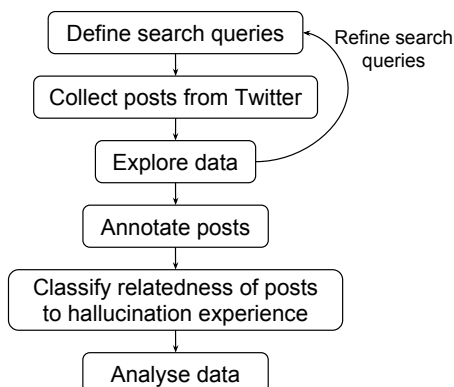 Define search queries
Refine search
queries
Collect posts from Twitter
Explore data
Annotate posts
Classify relatedness of posts
to hallucination experience
Analyse data